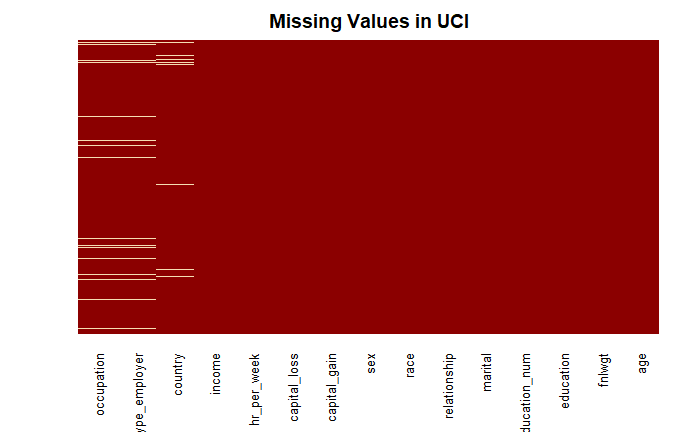 Missing Values in UCI
occupation
ype_employer
country
income
hr_per_week
capital_loss
capital_gain
sex
race
relationship
marital
ducation_num
education
fnlwgt
age